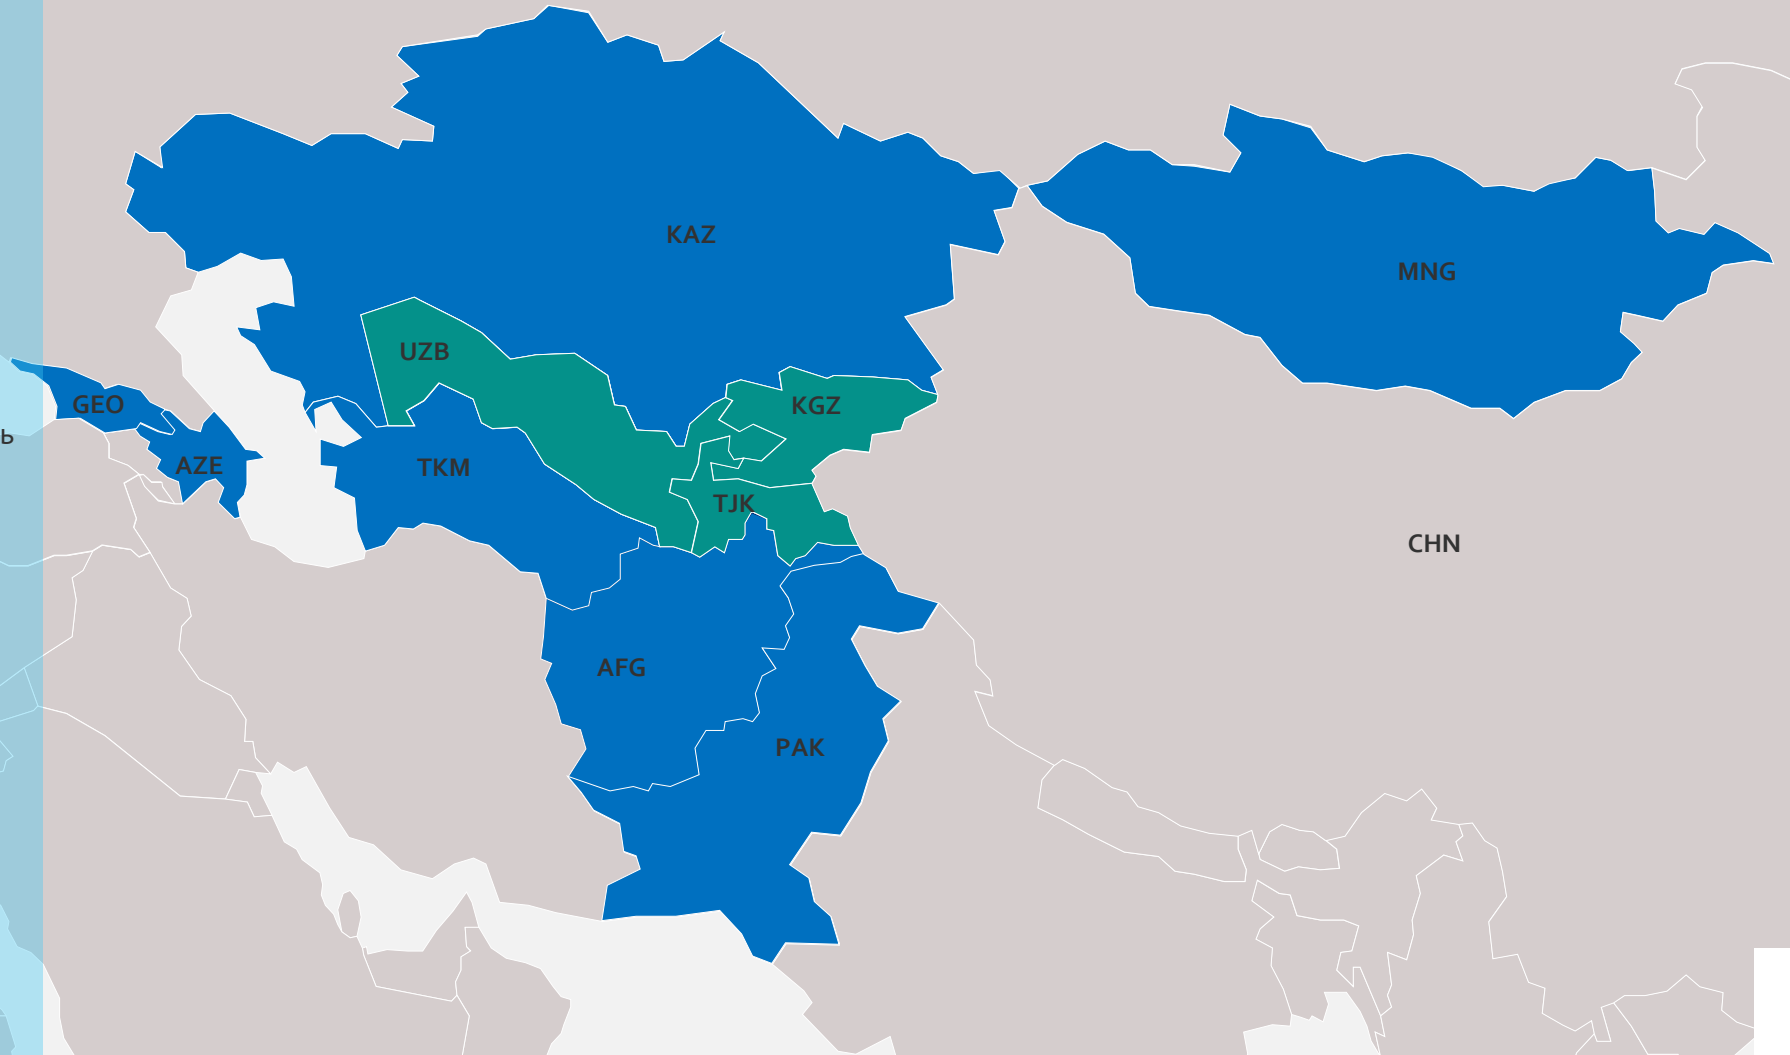 KAZ
MNG
UZB
GEO
KGZ
ь
AZE
TKM
TJK
CHN
AFG
PAK